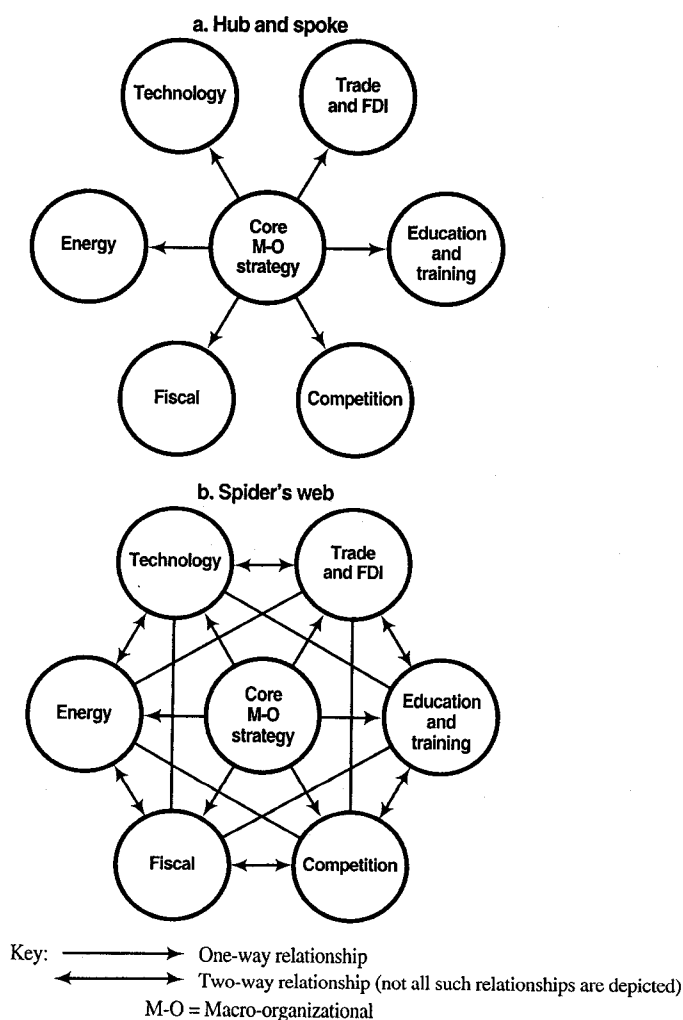 a. Hub and spoke
Technology
Trade
and FDI
Energy
Core
M-O
strategy
Education
and
training
Fiscal
Competition
b. Spider's web
Technology
Trade
and FDI
Energy
Core
M-O
strategy
Education
and
training
Fiscal
Competition
Key:
One-way relationship
Two-way relationship (not all such relationships are depicted)
M-O = Macro-organizational